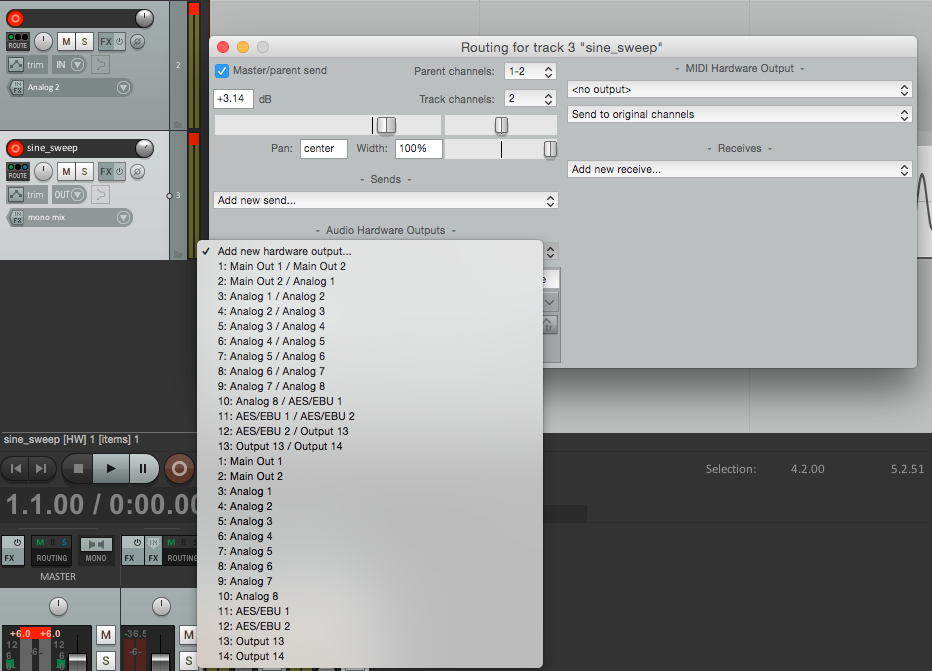 ROUTE
M
S
FX
trim
IN
IN FX
Analog 2
2
sine_sweep
ROUTE
M
S
FX
trim
OUT
IN FX
mono mix
3
Routing for track 3 "sine_sweep"
Master/parent send
Parent channels:
1-2
+3.14
dB
Track channels:
2
Pan:
center
Width:
100%
- Sends -
Add new send...
- Audio Hardware Outputs -
- MIDI Hardware Output -
<no output>
Send to original channels
- Receives -
Add new receive...
✓ Add new hardware output...
1: Main Out 1 / Main Out 2
2: Main Out 2 / Analog 1
3: Analog 1 / Analog 2
4: Analog 2 / Analog 3
5: Analog 3 / Analog 4
6: Analog 4 / Analog 5
7: Analog 5 / Analog 6
8: Analog 6 / Analog 7
9: Analog 7 / Analog 8
10: Analog 8 / AES/EBU 1
11: AES/EBU 1 / AES/EBU 2
12: AES/EBU 2 / Output 13
13: Output 13 / Output 14
1: Main Out 1
2: Main Out 2
3: Analog 1
4: Analog 2
5: Analog 3
6: Analog 4
7: Analog 5
8: Analog 6
9: Analog 7
10: Analog 8
11: AES/EBU 1
12: AES/EBU 2
13: Output 13
14: Output 14
sine_sweep [HW] 1 [items] 1
1.1.00 / 0:00.00
Selection:
4.2.00
5.2.51
FX
M R S
ROUTING
MONO
FX
FX
M R S
ROUTING
MASTER
+6.0 +6.0
12
-6-
12
6
6
M
S
-36.5
-6-
M
S